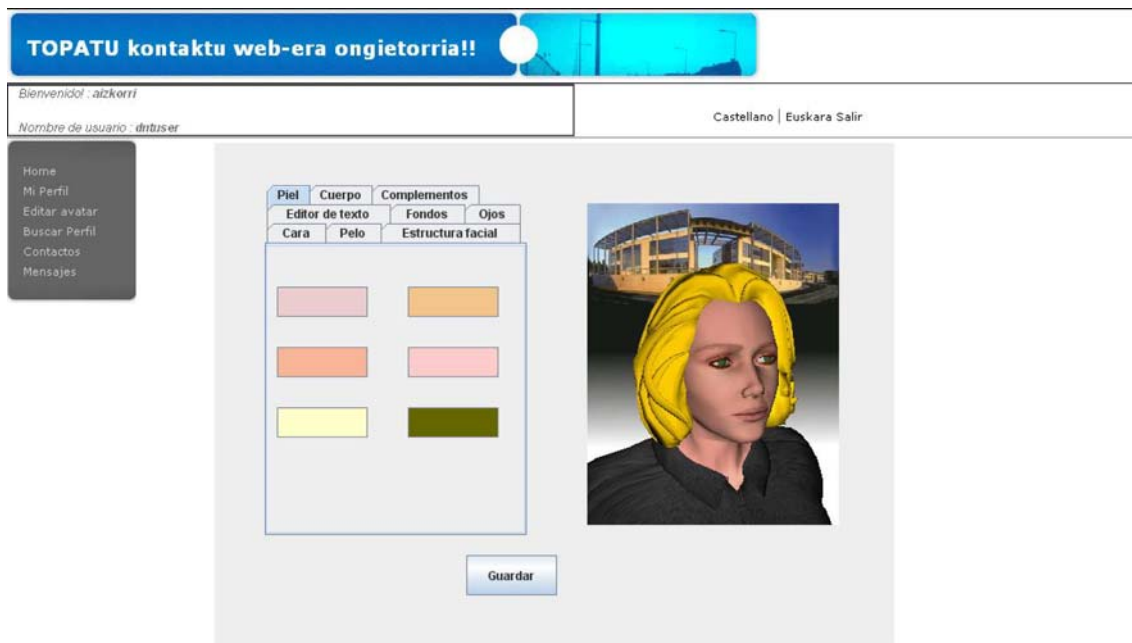 TOPATU kontaktu web-era ongietorria!!
Bienvenido! : aizkorri
Nombre de usuario : dntuser
Castellano | Euskara Salir
Home
Mi Perfil
Editar avatar
Buscar Perfil
Contactos
Mensajes
Piel Cuerpo Complementos
Editor de texto Fondos Ojos
Cara Pelo Estructura facial
Guardar